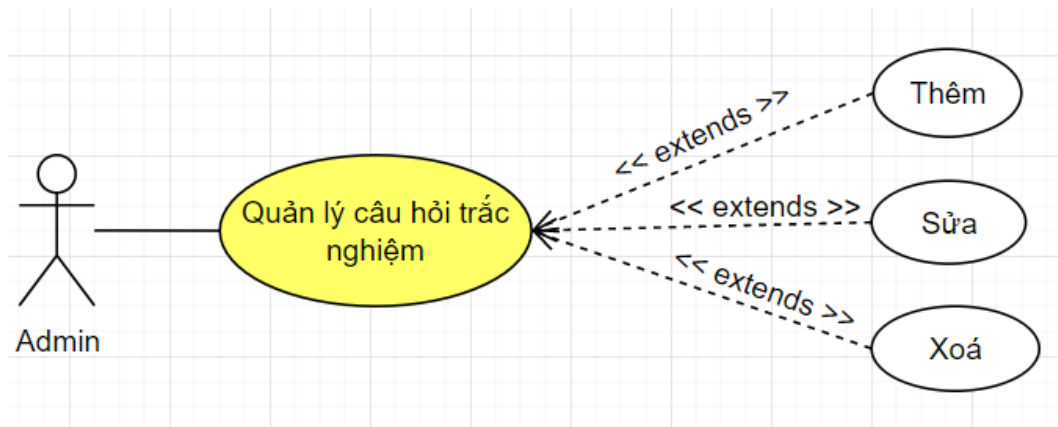 Admin
Quản lý câu hỏi trắc
nghiệm
<< extends >>
<< extends >>
<< extends >>
Thêm
Sửa
Xoá